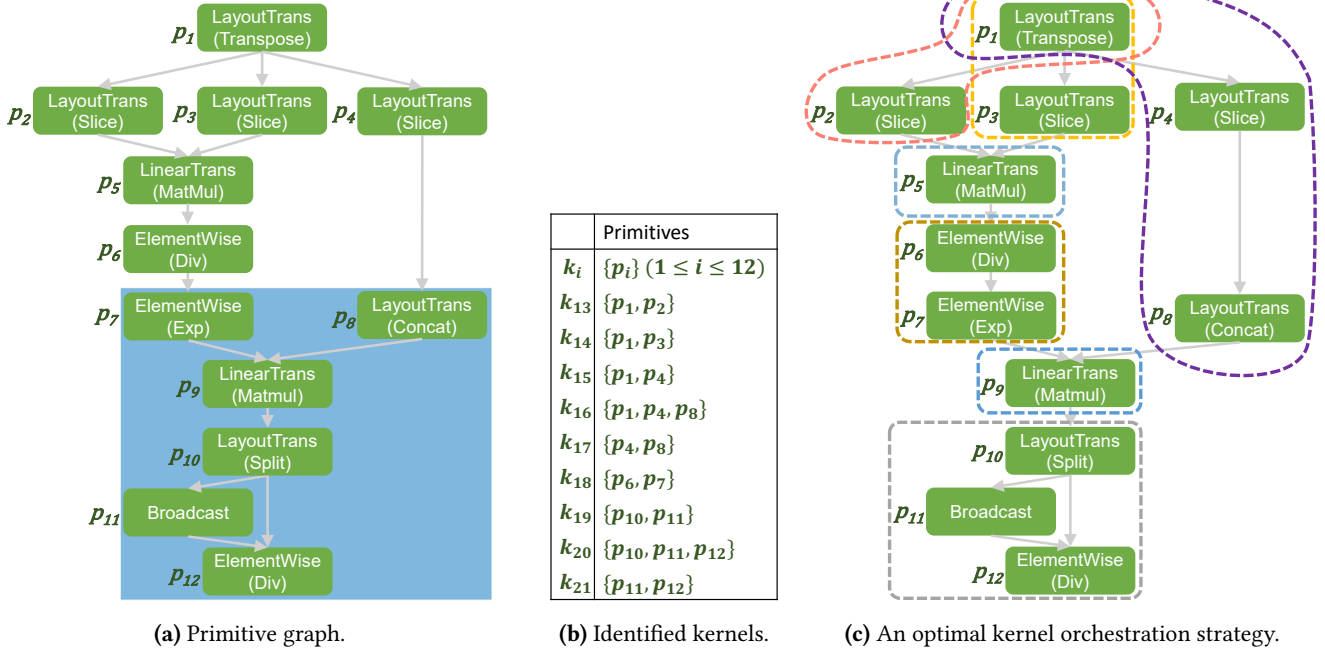 p1
LayoutTrans
(Transpose)
p2
LayoutTrans
(Slice)
p3
LayoutTrans
(Slice)
p4
LayoutTrans
(Slice)
p5
LinearTrans
(MatMul)
p6
ElementWise
(Div)
p7
ElementWise
(Exp)
p8
LayoutTrans
(Concat)
p9
LinearTrans
(Matmul)
p10
LayoutTrans
(Split)
p11
Broadcast
p12
ElementWise
(Div)
(a) Primitive graph.
Primitives
k_i {p_i} (1 ≤ i ≤ 12)
k13 {p1, p2}
k14 {p1, p3}
k15 {p1, p4}
k16 {p1, p4, p8}
k17 {p4, p8}
k18 {p6, p7}
k19 {p10, p11}
k20 {p10, p11, p12}
k21 {p11, p12}
(b) Identified kernels.
p1
LayoutTrans
(Transpose)
p2
LayoutTrans
(Slice)
p3
LayoutTrans
(Slice)
p4
LayoutTrans
(Slice)
p5
LinearTrans
(MatMul)
p6
ElementWise
(Div)
p7
ElementWise
(Exp)
p8
LayoutTrans
(Concat)
p9
LinearTrans
(Matmul)
p10
LayoutTrans
(Split)
p11
Broadcast
p12
ElementWise
(Div)
(c) An optimal kernel orchestration strategy.